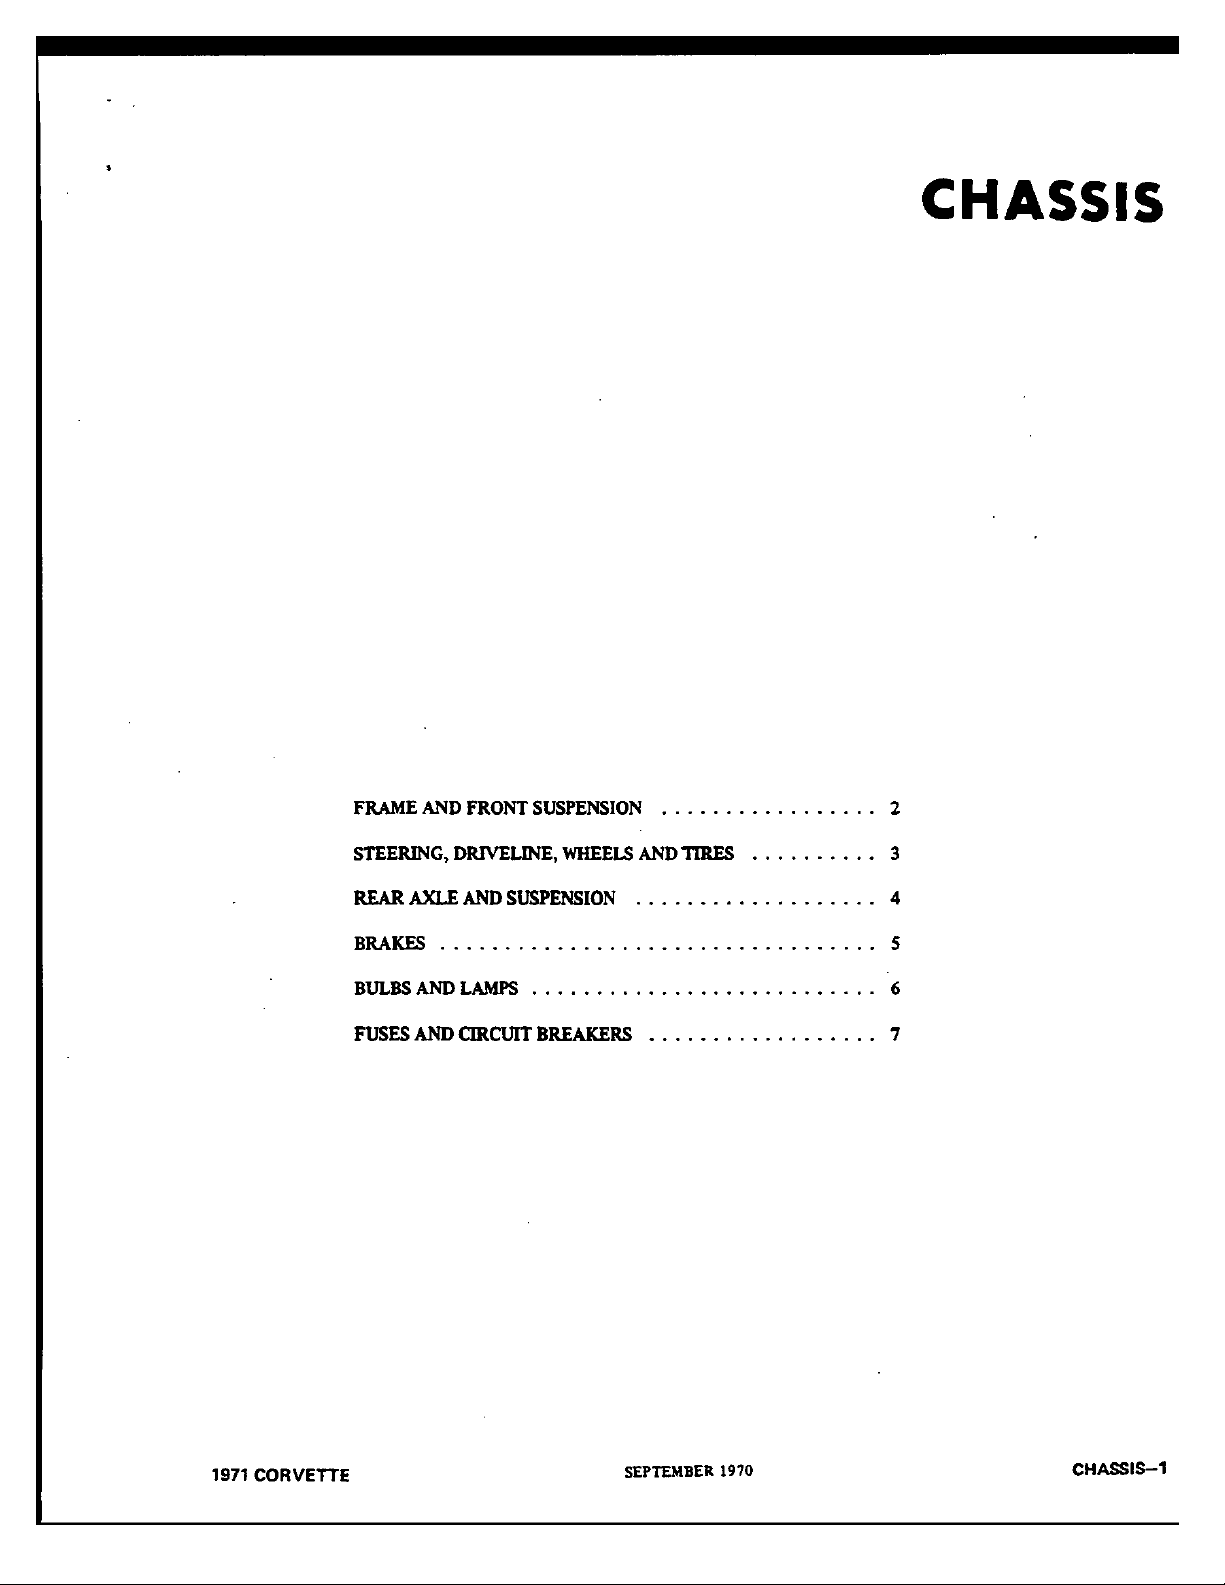 CHASSIS
FRAME AND FRONT SUSPENSION ................. 2
STEERING, DRIVELINE, WHEELS AND TIRES .......... 3
REAR AXLE AND SUSPENSION ................... 4
BRAKES .................................. 5
BULBS AND LAMPS ........................... 6
FUSES AND CIRCUIT BREAKERS .................. 7
1971 CORVETTE SEPTEMBER 1970 CHASSIS–1